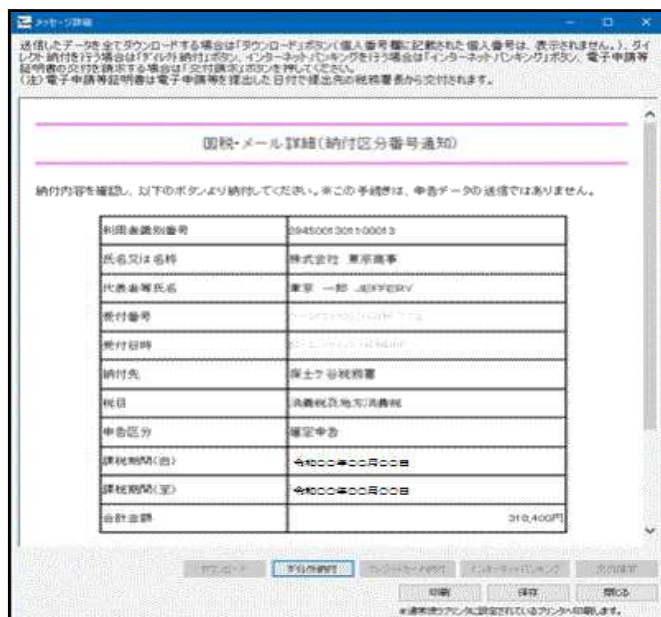 メッセージ詳細
送信したデータを全てダウンロードする場合は「ダウンロード」ボタン(個人番号欄に記載された個人番号は、表示されません。)、ダイ
レクト納付を行う場合は「ダイレクト納付」ボタン、インターネットバンキングを行う場合は「インターネットバンキング」ボタン、電子申請等
証明書の交付を請求する場合は「交付請求」ボタンを押してください。
(注)電子申請等証明書は電子申請等を提出した日付で提出先の税務署長から交付されます。
国税・メール詳細(納付区分番号通知)
納付内容を確認し、以下のボタンより納付してください。※この手続きは、申告データの送信ではありません。
利用者識別番号
氏名又は名称 株式会社 東京商事
代表者等氏名 東京 一郎 JEFFERY
受付番号
受付日時
納付先 保土ケ谷税務署
税目 消費税及地方消費税
申告区分 確定申告
課税期間(自) 令和〇〇年〇〇月〇〇日
課税期間(至) 令和〇〇年〇〇月〇〇日
合計金額 310,400円
ダウンロード ダイレクト納付 クレジットカード納付 インターネットバンキング 交付請求
印刷 保存 閉じる
※通常使うプリンタに設定されているプリンタへ印刷します。